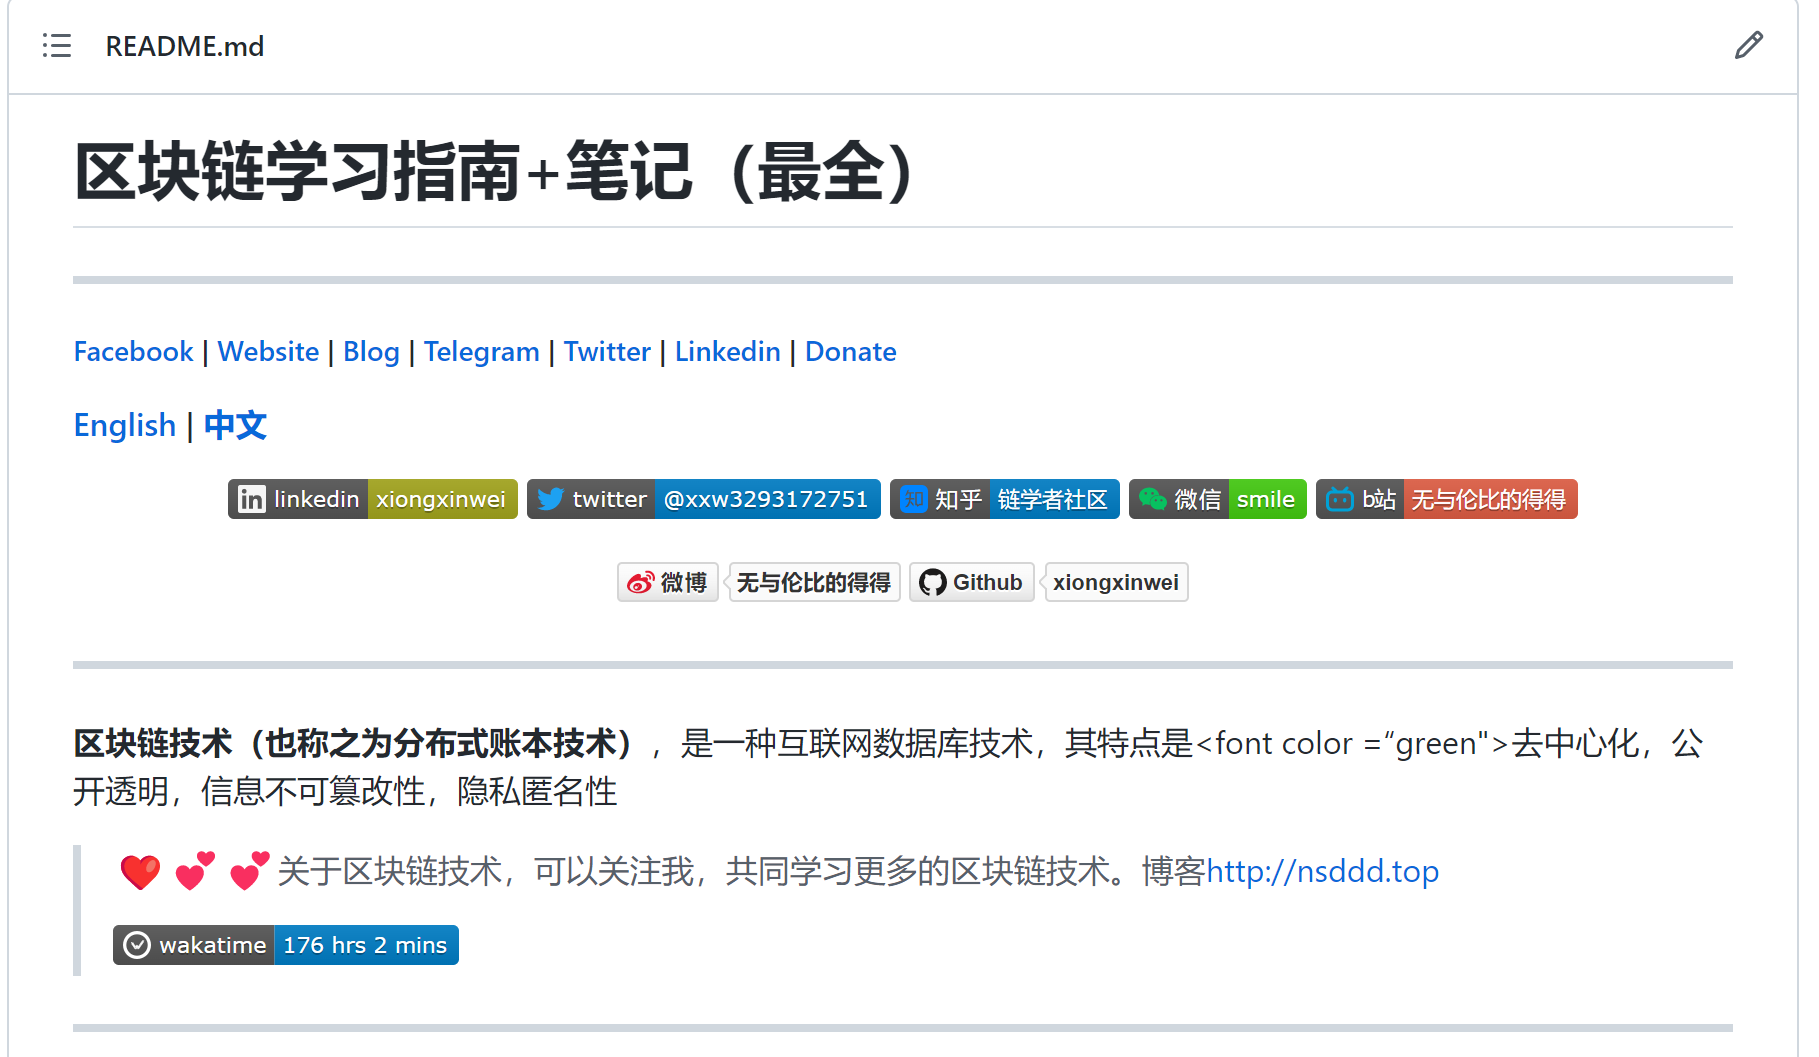 README.md
区块链学习指南+笔记（最全）
Facebook | Website | Blog | Telegram | Twitter | Linkedin | Donate
English | 中文
linkedin xiongxinwei twitter @xxw3293172751 知乎 链学者社区 微信 smile b站 无与伦比的得得
微博 无与伦比的得得 Github xiongxinwei
区块链技术（也称之为分布式账本技术），是一种互联网数据库技术，其特点是<font color =“green">去中心化，公
开透明，信息不可篡改性，隐私匿名性
关于区块链技术，可以关注我，共同学习更多的区块链技术。博客http://nsddd.top
wakatime 176 hrs 2 mins